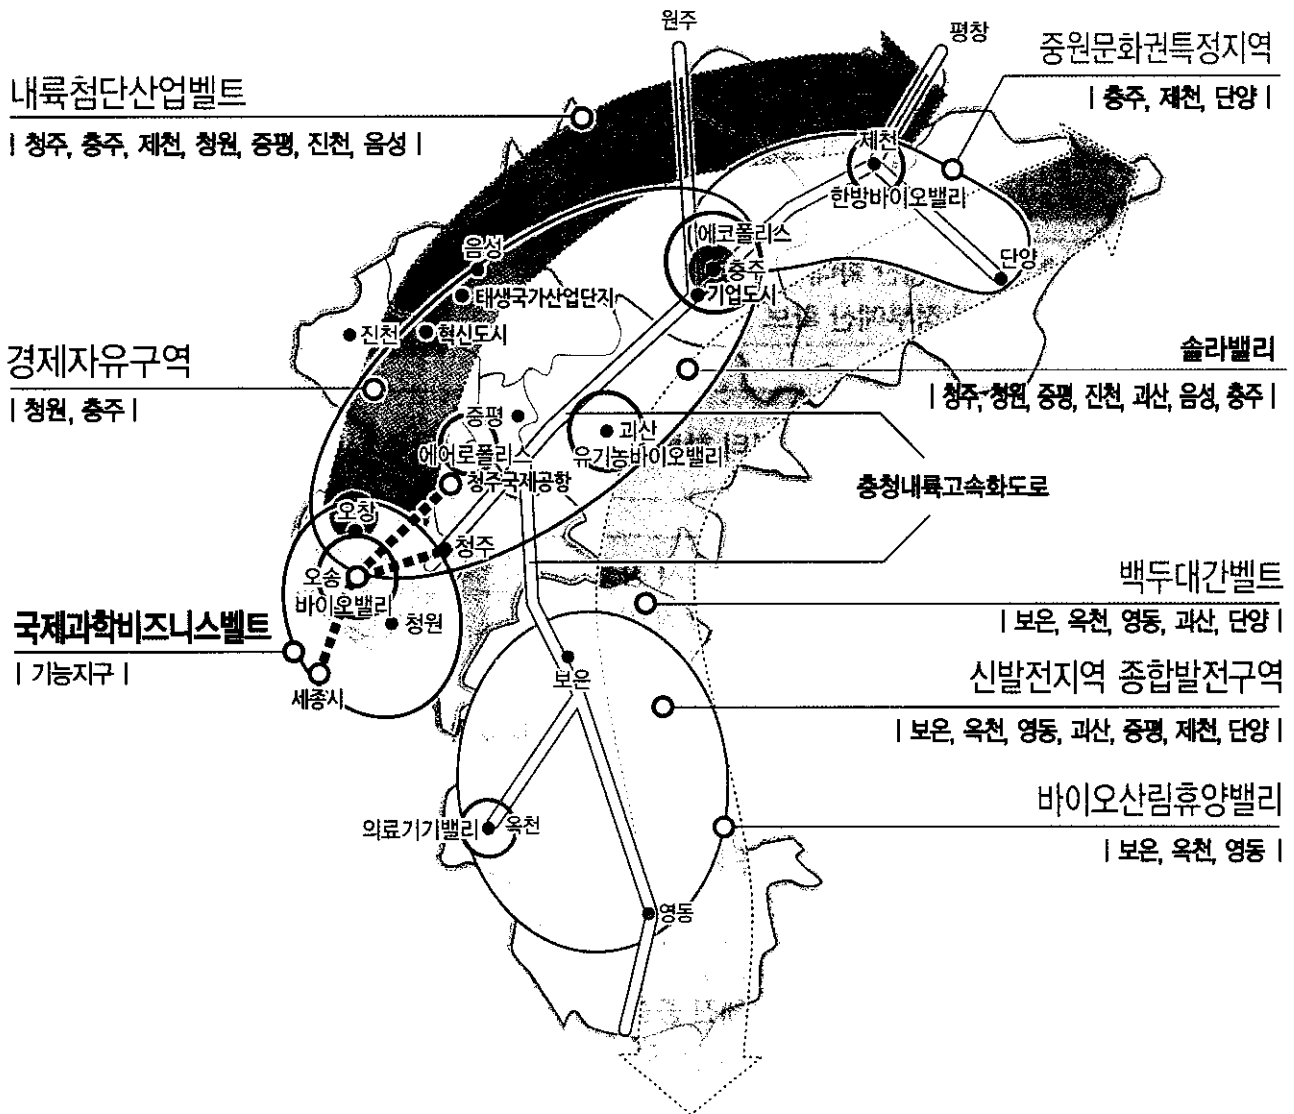 원주
평창
중원문화권특정지역
| 충주, 제천, 단양 |
내륙첨단산업벨트
| 청주, 충주, 제천, 청원, 증평, 진천, 음성 |
제천
한방바이오밸리
에코폴리스
충주
기업도시
단양
음성
태생국가산업단지
진천
혁신도시
솔라밸리
| 청주, 청원, 증평, 진천, 괴산, 음성, 충주 |
경제자유구역
| 청원, 충주 |
증평
괴산
유기농바이오밸리
에어로폴리스
청주국제공항
충청내륙고속화도로
오창
청주
오송
바이오밸리
청원
백두대간벨트
| 보은, 옥천, 영동, 괴산, 단양 |
국제과학비즈니스벨트
| 기능지구 |
세종시
보은
신발전지역 종합발전구역
| 보온, 옥천, 영동, 괴산, 증평, 제천, 단양 |
바이오산림휴양밸리
| 보은, 옥천, 영동 |
의료기기밸리
옥천
영동